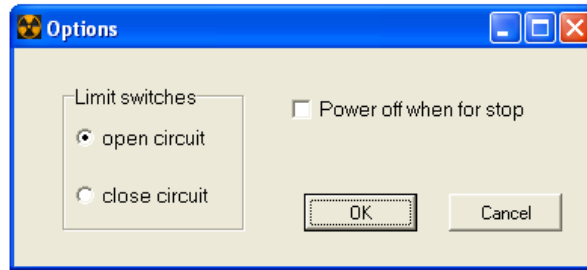 Options
Limit switches
open circuit
close circuit
Power off when for stop
OK
Cancel